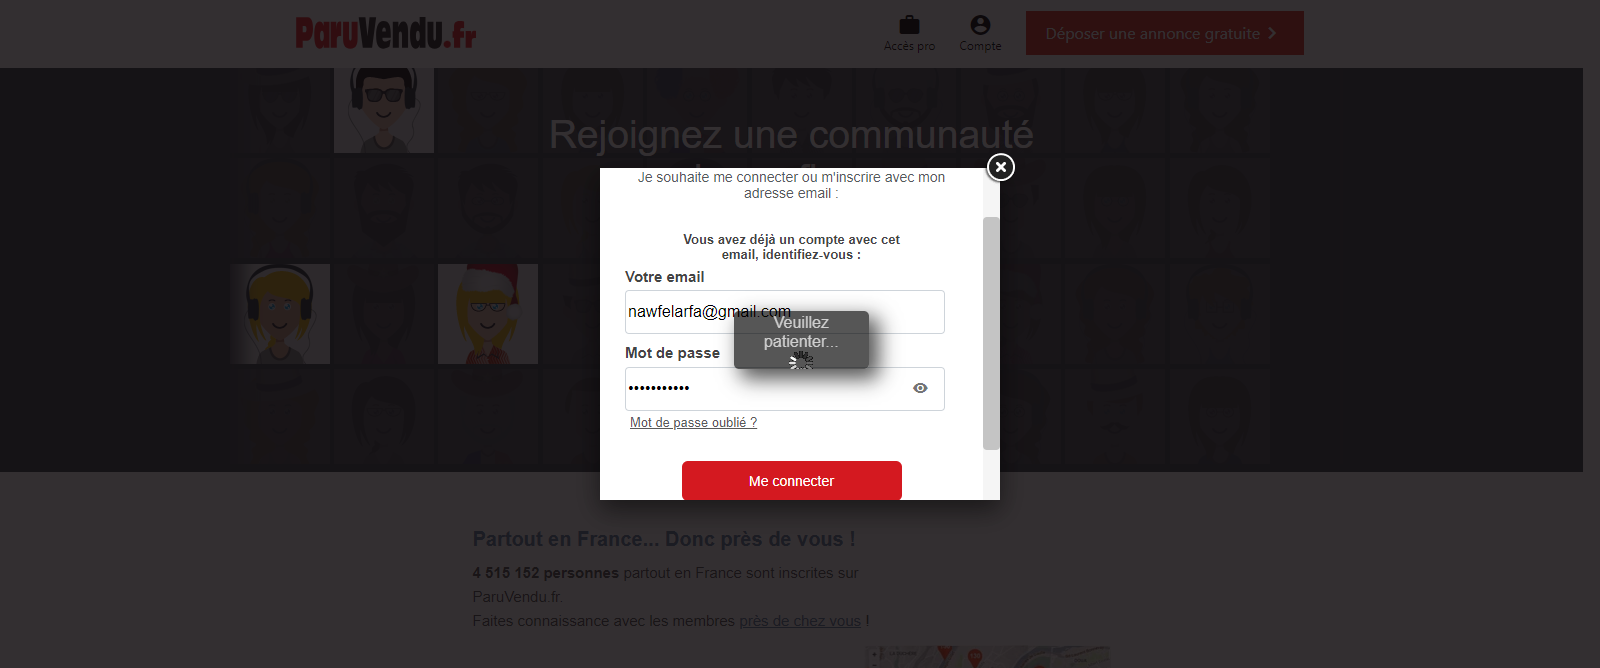 ParuVendu.fr
Accès pro
Compte
Déposer une annonce gratuite
Rejoignez une communauté
Je souhaite me connecter ou m'inscrire avec mon
adresse email :
Vous avez déjà un compte avec cet
email, identifiez-vous :
Votre email
nawfelarfa@gmail.com
Veuillez
patienter...
Mot de passe
•••••••••••
Mot de passe oublié ?
Me connecter
Partout en France... Donc près de vous !
4 515 152 personnes partout en France sont inscrites sur
ParuVendu.fr.
Faites connaissance avec les membres près de chez vous !